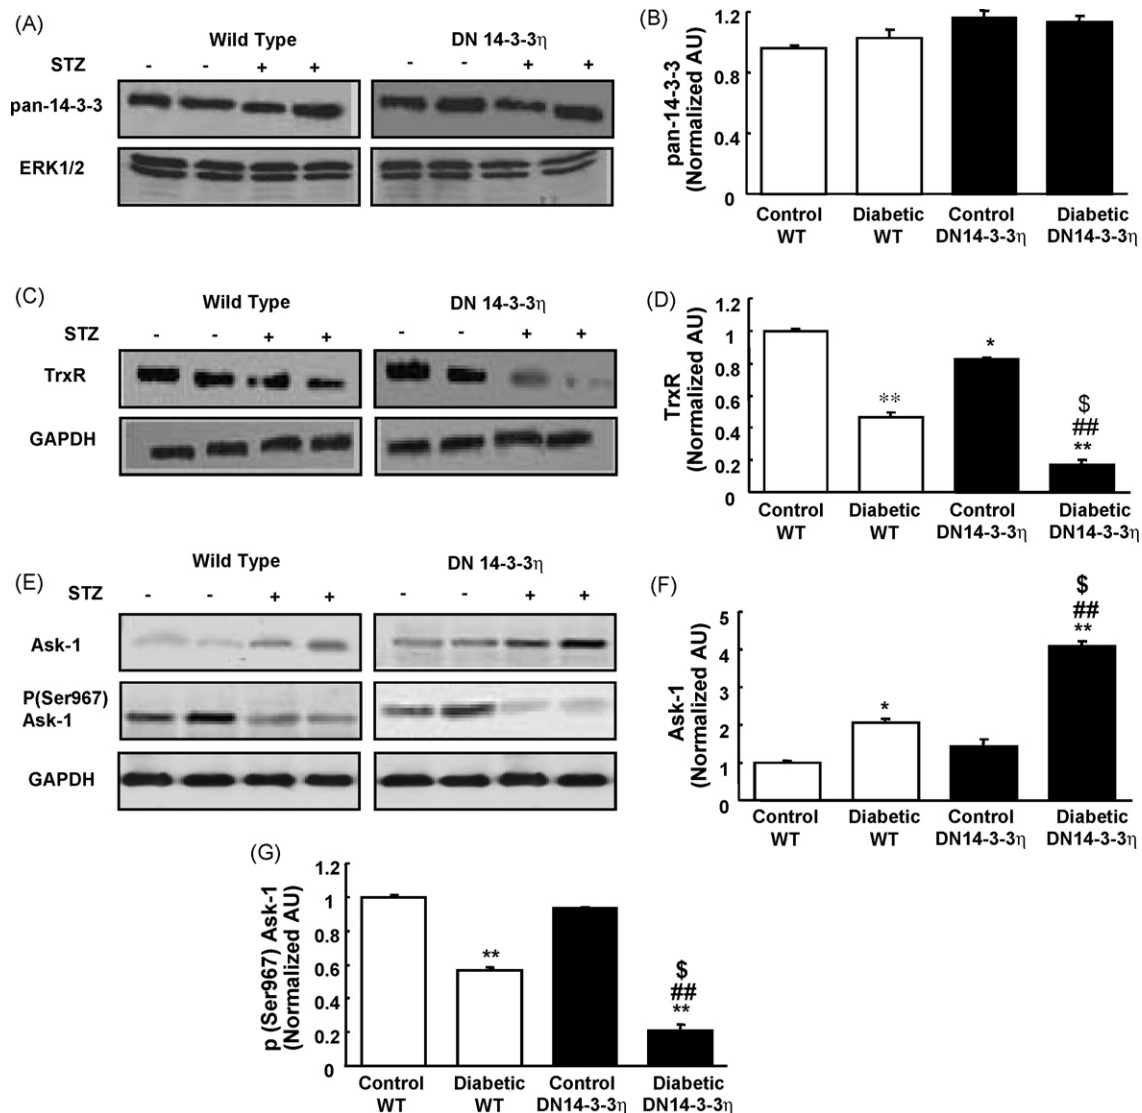 (A)
Wild Type DN 14-3-3η
STZ - - + + - - + +
pan-14-3-3
ERK1/2
(B)
pan-14-3-3
(Normalized AU)
1.2
0.8
0.4
0
Control Diabetic Control Diabetic
WT WT DN14-3-3η DN14-3-3η
(C)
Wild Type DN 14-3-3η
STZ - - + + - - + +
TrxR
GAPDH
(D)
TrxR
(Normalized AU)
1.2
1
0.8
0.6
0.4
0.2
0
**
*
$
##
**
Control Diabetic Control Diabetic
WT WT DN14-3-3η DN14-3-3η
(E)
Wild Type DN 14-3-3η
STZ - - + + - - + +
Ask-1
P(Ser967)
Ask-1
GAPDH
(F)
Ask-1
(Normalized AU)
5
4
3
2
1
0
*
$
##
**
Control Diabetic Control Diabetic
WT WT DN14-3-3η DN14-3-3η
(G)
p (Ser967) Ask-1
(Normalized AU)
1.2
1
0.8
0.6
0.4
0.2
0
**
$
##
**
Control Diabetic Control Diabetic
WT WT DN14-3-3η DN14-3-3η